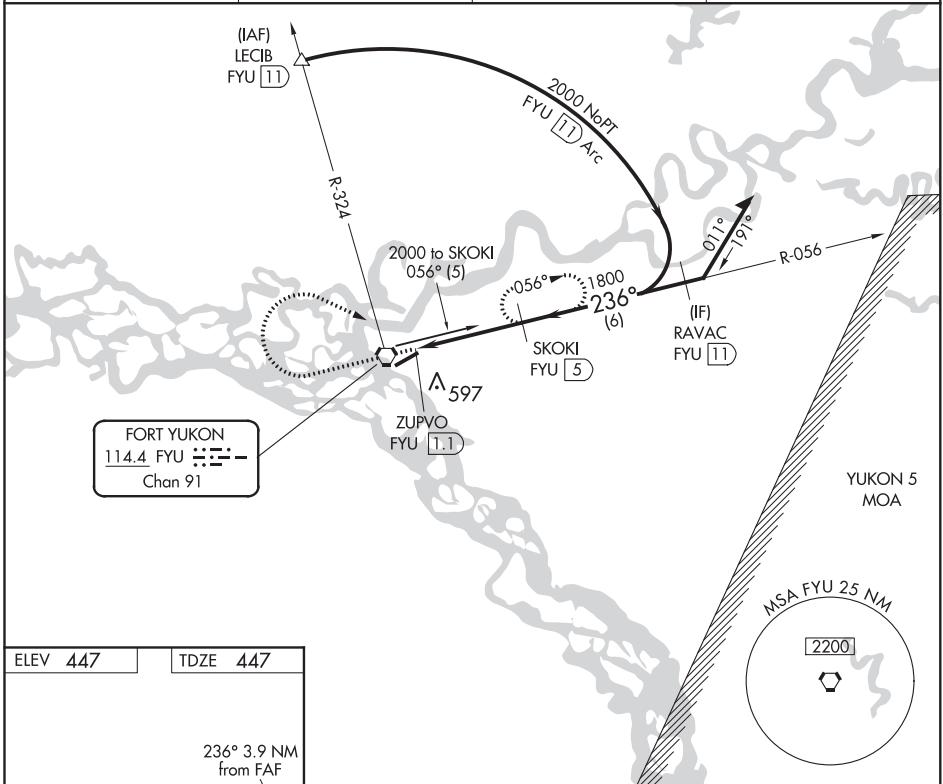 (IAF)
LECIB
FYU 11
2000 NoPT
FYU 11 Arc
R-324
2000 to SKOKI
056° (5)
056°
1800
236°
(6)
011°
191°
R-056
(IF)
RAVAC
FYU 11
SKOKI
FYU 5
597
ZUPVO
FYU 1.1
FORT YUKON
114.4 FYU
Chan 91
YUKON 5
MOA
MSA FYU 25 NM
2200
ELEV 447
TDZE 447
236° 3.9 NM
from FAF